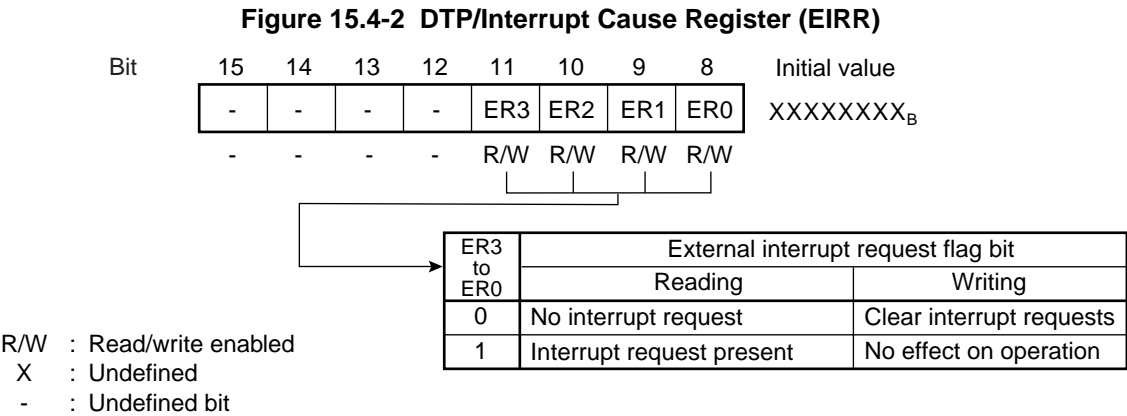 Figure 15.4-2 DTP/Interrupt Cause Register (EIRR)
Bit 15 14 13 12 11 10 9 8 Initial value
- - - - ER3 ER2 ER1 ER0 XXXXXXXXB
- - - - R/W R/W R/W R/W
ER3 to ER0 External interrupt request flag bit
Reading Writing
0 No interrupt request Clear interrupt requests
1 Interrupt request present No effect on operation
R/W : Read/write enabled
X : Undefined
- : Undefined bit